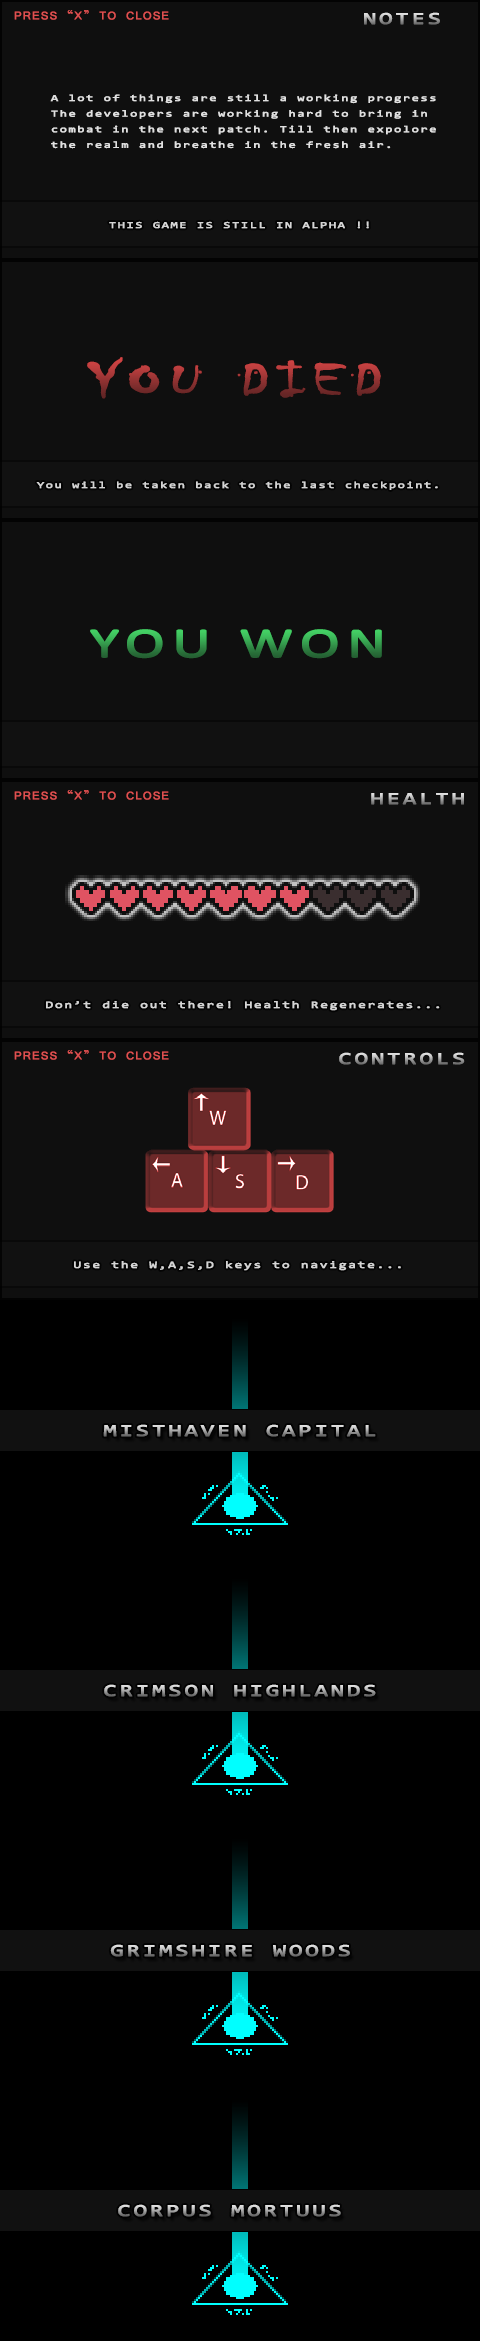 PRESS “X” TO CLOSE
NOTES
A lot of things are still a working progress
The developers are working hard to bring in
combat in the next patch. Till then expolore
the realm and breathe in the fresh air.
THIS GAME IS STILL IN ALPHA !!
YOU DIED
You will be taken back to the last checkpoint.
YOU WON
PRESS “X” TO CLOSE
HEALTH
Don’t die out there! Health Regenerates...
PRESS “X” TO CLOSE
CONTROLS
↑ W
← A
↓ S
→ D
Use the W,A,S,D keys to navigate...
MISTHAVEN CAPITAL
CRIMSON HIGHLANDS
GRIMSHIRE WOODS
CORPUS MORTUUS